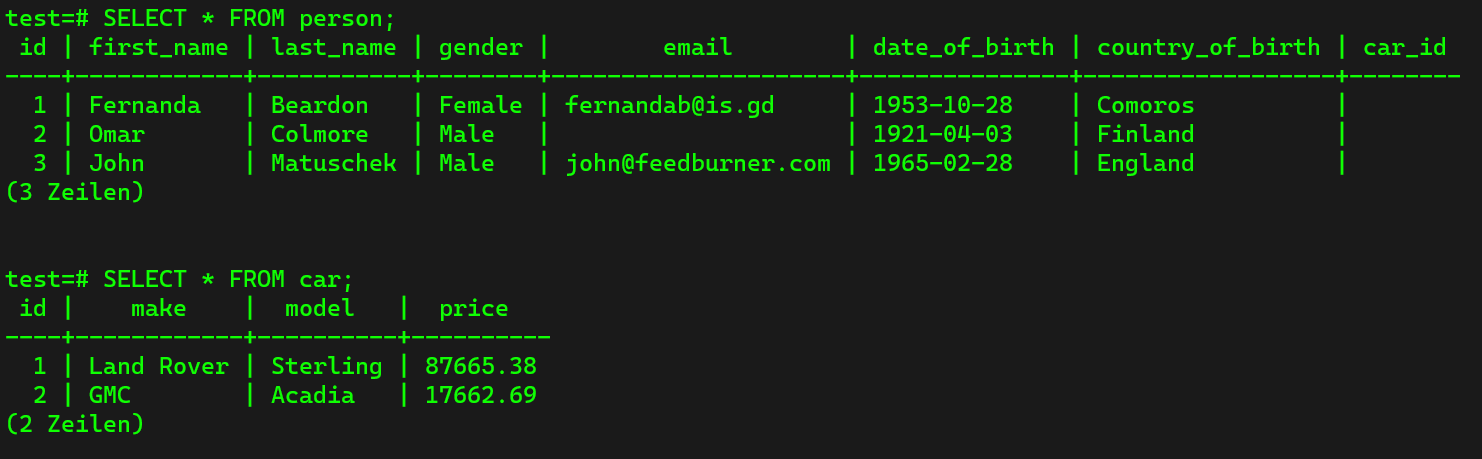 test=# SELECT * FROM person;
 id | first_name | last_name | gender |        email        | date_of_birth | country_of_birth | car_id
----+------------+-----------+--------+---------------------+---------------+------------------+--------
  1 | Fernanda   | Beardon   | Female | fernandab@is.gd     | 1953-10-28    | Comoros          |
  2 | Omar       | Colmore   | Male   |                     | 1921-04-03    | Finland          |
  3 | John       | Matuschek | Male   | john@feedburner.com | 1965-02-28    | England          |
(3 Zeilen)

test=# SELECT * FROM car;
 id |    make    |  model   |  price
----+------------+----------+----------
  1 | Land Rover | Sterling | 87665.38
  2 | GMC        | Acadia   | 17662.69
(2 Zeilen)